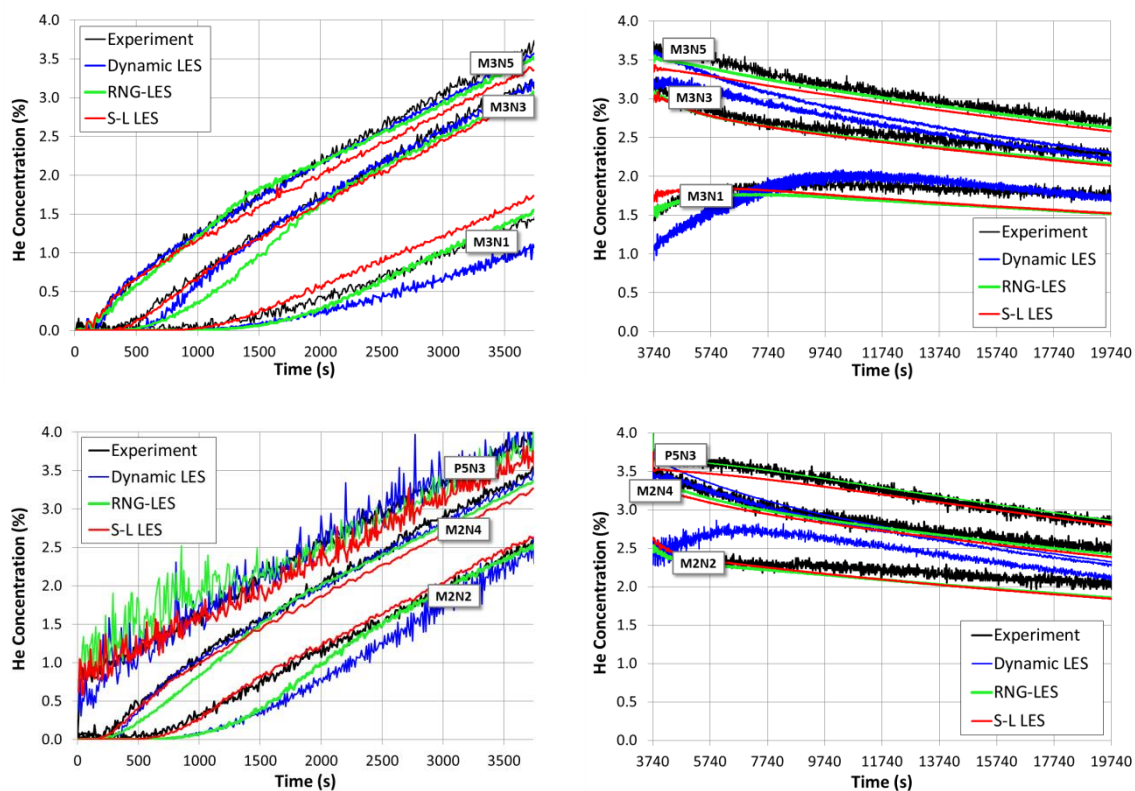 4.0
3.5
3.0
2.5
2.0
1.5
1.0
0.5
0.0
He Concentration (%)
Experiment
Dynamic LES
RNG-LES
S-L LES
M3N5
M3N3
M3N1
0 500 1000 1500 2000 2500 3000 3500
Time (s)
4.0
3.5
3.0
2.5
2.0
1.5
1.0
0.5
0.0
He Concentration (%)
M3N5
M3N3
M3N1
Experiment
Dynamic LES
RNG-LES
S-L LES
3740 5740 7740 9740 11740 13740 15740 17740 19740
Time (s)
4.0
3.5
3.0
2.5
2.0
1.5
1.0
0.5
0.0
He Concentration (%)
Experiment
Dynamic LES
RNG-LES
S-L LES
P5N3
M2N4
M2N2
0 500 1000 1500 2000 2500 3000 3500
Time (s)
4.0
3.5
3.0
2.5
2.0
1.5
1.0
0.5
0.0
He Concentration (%)
P5N3
M2N4
M2N2
Experiment
Dynamic LES
RNG-LES
S-L LES
3740 5740 7740 9740 11740 13740 15740 17740 19740
Time (s)